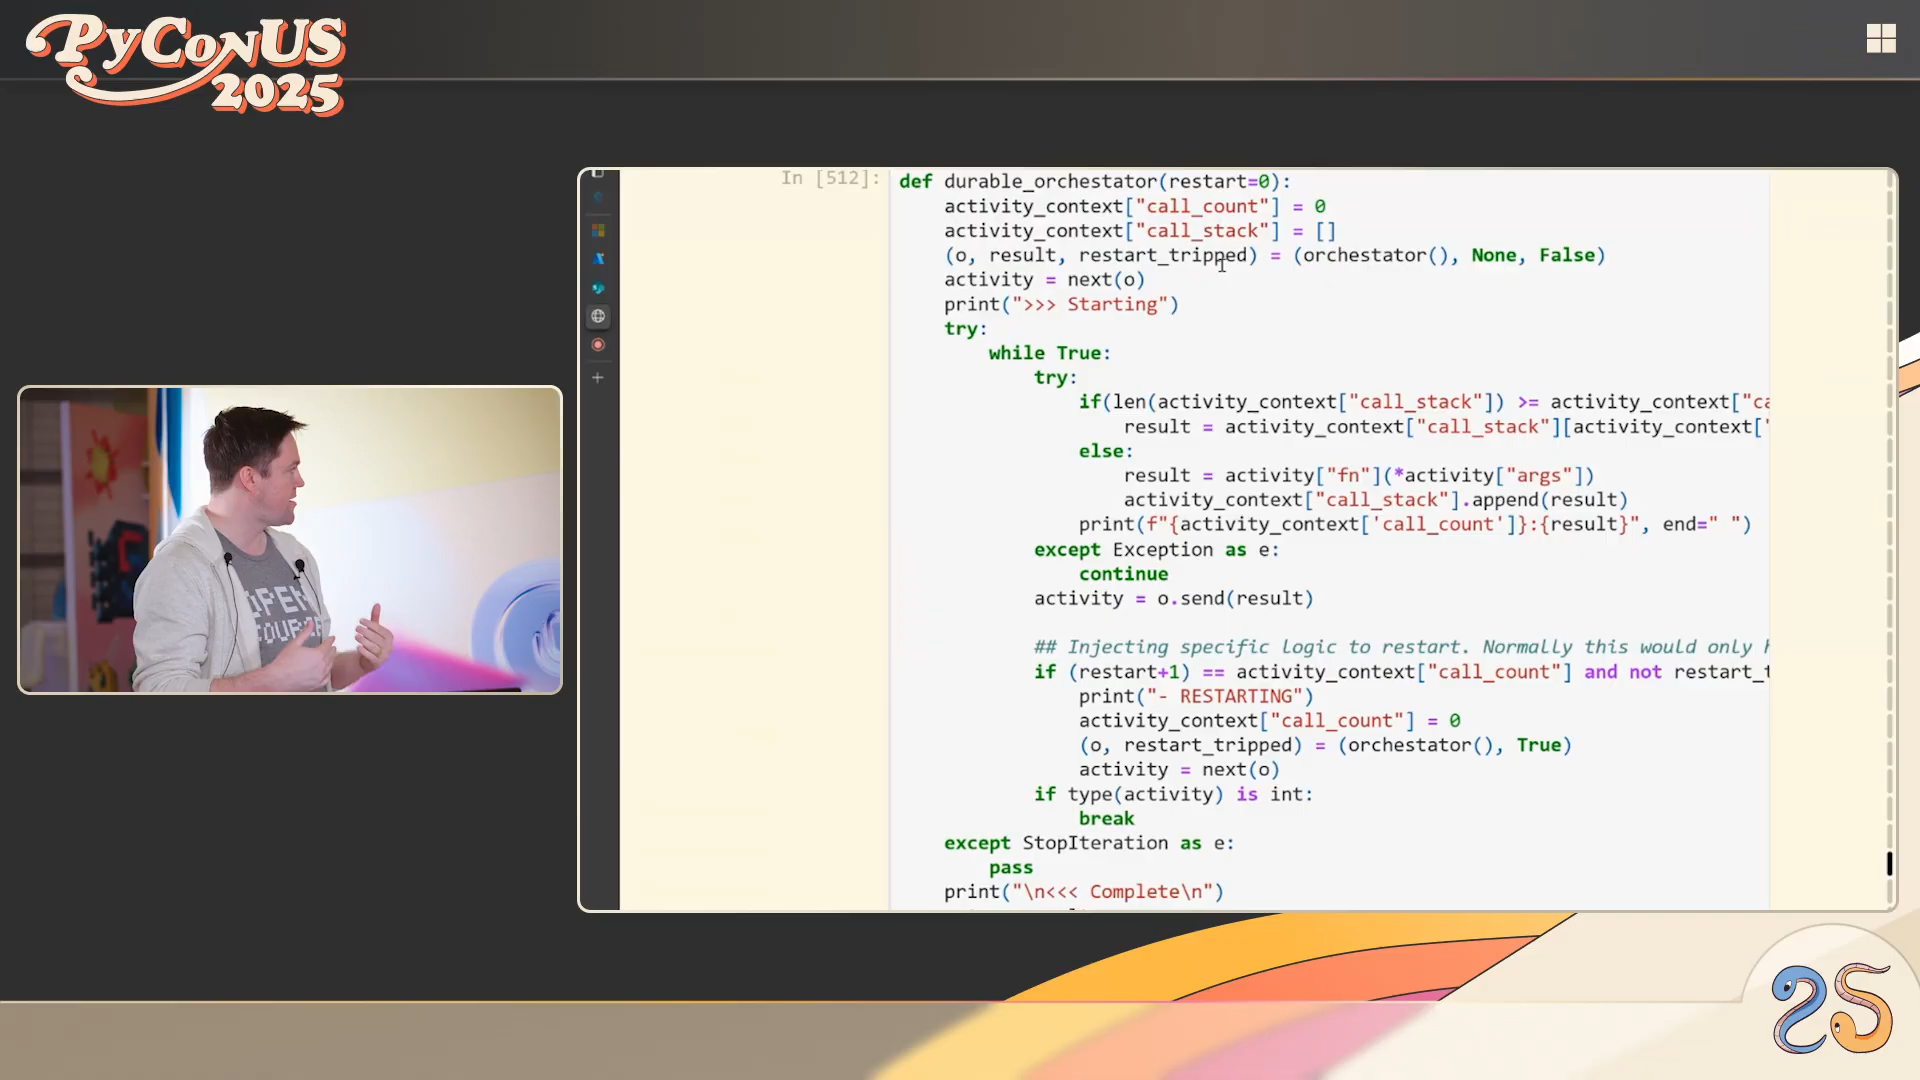 PyConUS
2025
In [512]:
def durable_orchestator(restart=0):
activity_context["call_count"] = 0
activity_context["call_stack"] = []
(o, result, restart_tripped) = (orchestator(), None, False)
activity = next(o)
print(">>> Starting")
try:
while True:
try:
if(len(activity_context["call_stack"]) >= activity_context["ca
result = activity_context["call_stack"][activity_context['
else:
result = activity["fn"](*activity["args"])
activity_context["call_stack"].append(result)
print(f"{activity_context['call_count']}:{result}", end=" ")
except Exception as e:
continue
activity = o.send(result)
## Injecting specific logic to restart. Normally this would only h
if (restart+1) == activity_context["call_count"] and not restart_t
print("- RESTARTING")
activity_context["call_count"] = 0
(o, restart_tripped) = (orchestator(), True)
activity = next(o)
if type(activity) is int:
break
except StopIteration as e:
pass
print("\n<<< Complete\n")
OPEN
25